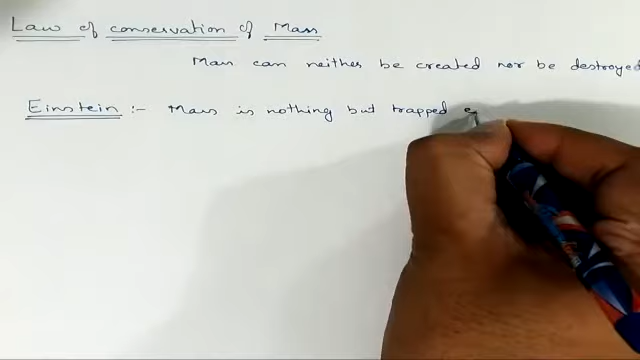 Law of conservation of Mass
Mass can neither be created nor be destroyed
Einstein :- Mass is nothing but trapped e